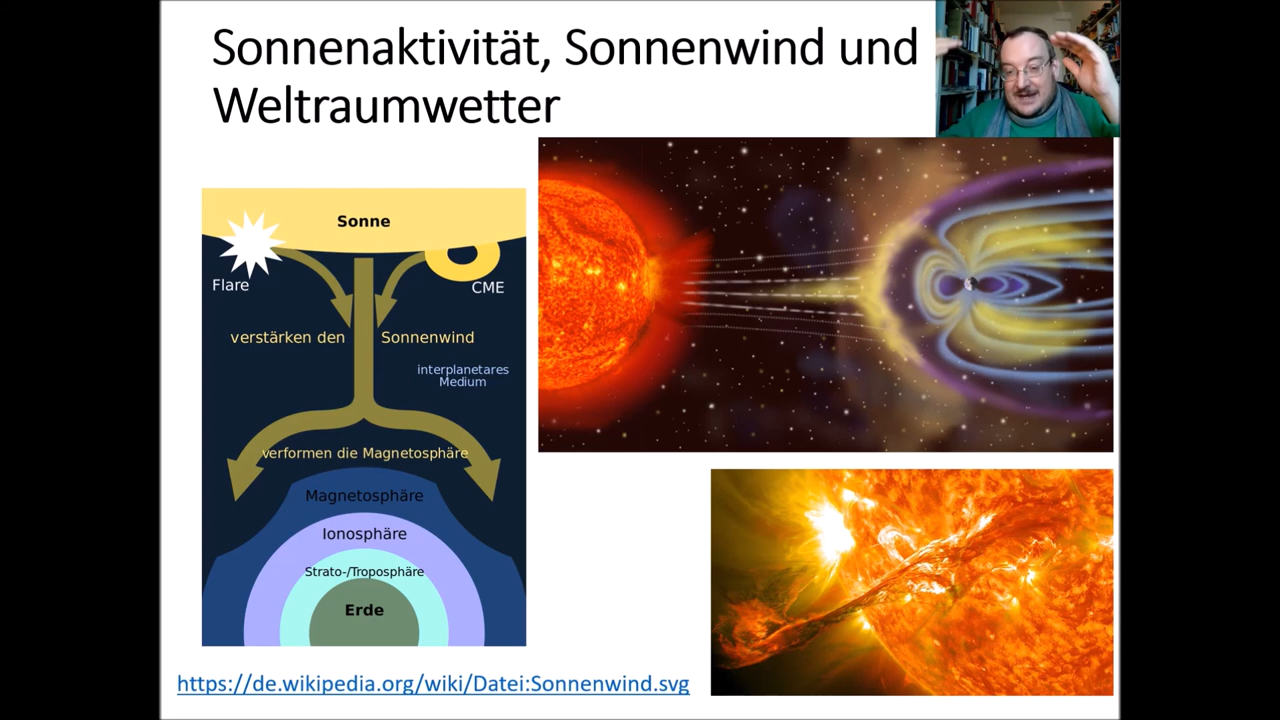 Sonnenaktivität, Sonnenwind und
Weltraumwetter
Sonne
Flare
CME
verstärken den
Sonnenwind
interplanetares
Medium
verformen die Magnetosphäre
Magnetosphäre
Ionosphäre
Strato-/Troposphäre
Erde
https://de.wikipedia.org/wiki/Datei:Sonnenwind.svg